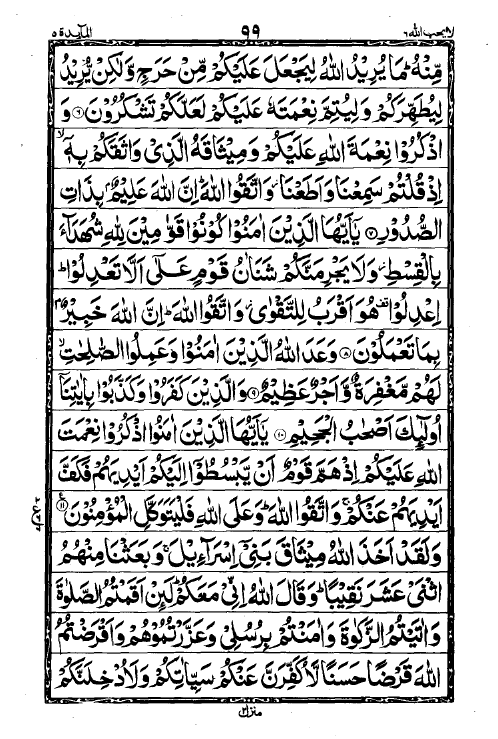 لا يحب الله ٦ ٩٩ المآئدة ٥
مِّنْهُ ؕ مَا يُرِيْدُ اللّٰهُ لِيَجْعَلَ عَلَيْكُمْ مِّنْ حَرَجٍ وَّلٰكِنْ يُّرِيْدُ
لِيُطَهِّرَكُمْ وَلِيُتِمَّ نِعْمَتَهٗ عَلَيْكُمْ لَعَلَّكُمْ تَشْكُرُوْنَ ۝٦ وَ
اذْكُرُوْا نِعْمَةَ اللّٰهِ عَلَيْكُمْ وَمِيْثَاقَهُ الَّذِىْ وَاثَقَكُمْ بِهٖۤ ۙ
اِذْ قُلْتُمْ سَمِعْنَا وَاَطَعْنَا ؗ وَاتَّقُوا اللّٰهَ ؕ اِنَّ اللّٰهَ عَلِيْمٌۢ بِذَاتِ
الصُّدُوْرِ ۝٧ يٰۤاَيُّهَا الَّذِيْنَ اٰمَنُوْا كُوْنُوْا قَوّٰمِيْنَ لِلّٰهِ شُهَدَآءَ
بِالْقِسْطِ ؗ وَلَا يَجْرِمَنَّكُمْ شَنَاٰنُ قَوْمٍ عَلٰۤى اَلَّا تَعْدِلُوْا ؕ
اِعْدِلُوْا ۫ هُوَ اَقْرَبُ لِلتَّقْوٰى ؗ وَاتَّقُوا اللّٰهَ ؕ اِنَّ اللّٰهَ خَبِيْرٌۢ
بِمَا تَعْمَلُوْنَ ۝٨ وَعَدَ اللّٰهُ الَّذِيْنَ اٰمَنُوْا وَعَمِلُوا الصّٰلِحٰتِ ۙ
لَهُمْ مَّغْفِرَةٌ وَّاَجْرٌ عَظِيْمٌ ۝٩ وَالَّذِيْنَ كَفَرُوْا وَكَذَّبُوْا بِاٰيٰتِنَاۤ
اُولٰٓئِكَ اَصْحٰبُ الْجَحِيْمِ ۝١٠ يٰۤاَيُّهَا الَّذِيْنَ اٰمَنُوا اذْكُرُوْا نِعْمَتَ
اللّٰهِ عَلَيْكُمْ اِذْ هَمَّ قَوْمٌ اَنْ يَّبْسُطُوْۤا اِلَيْكُمْ اَيْدِيَهُمْ فَكَفَّ
اَيْدِيَهُمْ عَنْكُمْ ۚ وَاتَّقُوا اللّٰهَ ؕ وَعَلَى اللّٰهِ فَلْيَتَوَكَّلِ الْمُؤْمِنُوْنَ ۝١١
وَلَقَدْ اَخَذَ اللّٰهُ مِيْثَاقَ بَنِىْۤ اِسْرَآءِيْلَ ۚ وَبَعَثْنَا مِنْهُمُ
اثْنَىْ عَشَرَ نَقِيْبًا ؕ وَقَالَ اللّٰهُ اِنِّىْ مَعَكُمْ ؕ لَئِنْ اَقَمْتُمُ الصَّلٰوةَ
وَاٰتَيْتُمُ الزَّكٰوةَ وَاٰمَنْتُمْ بِرُسُلِىْ وَعَزَّرْتُمُوْهُمْ وَاَقْرَضْتُمُ
اللّٰهَ قَرْضًا حَسَنًا لَّاُكَفِّرَنَّ عَنْكُمْ سَيِّاٰتِكُمْ وَلَاُدْخِلَنَّكُمْ
منزل ٢